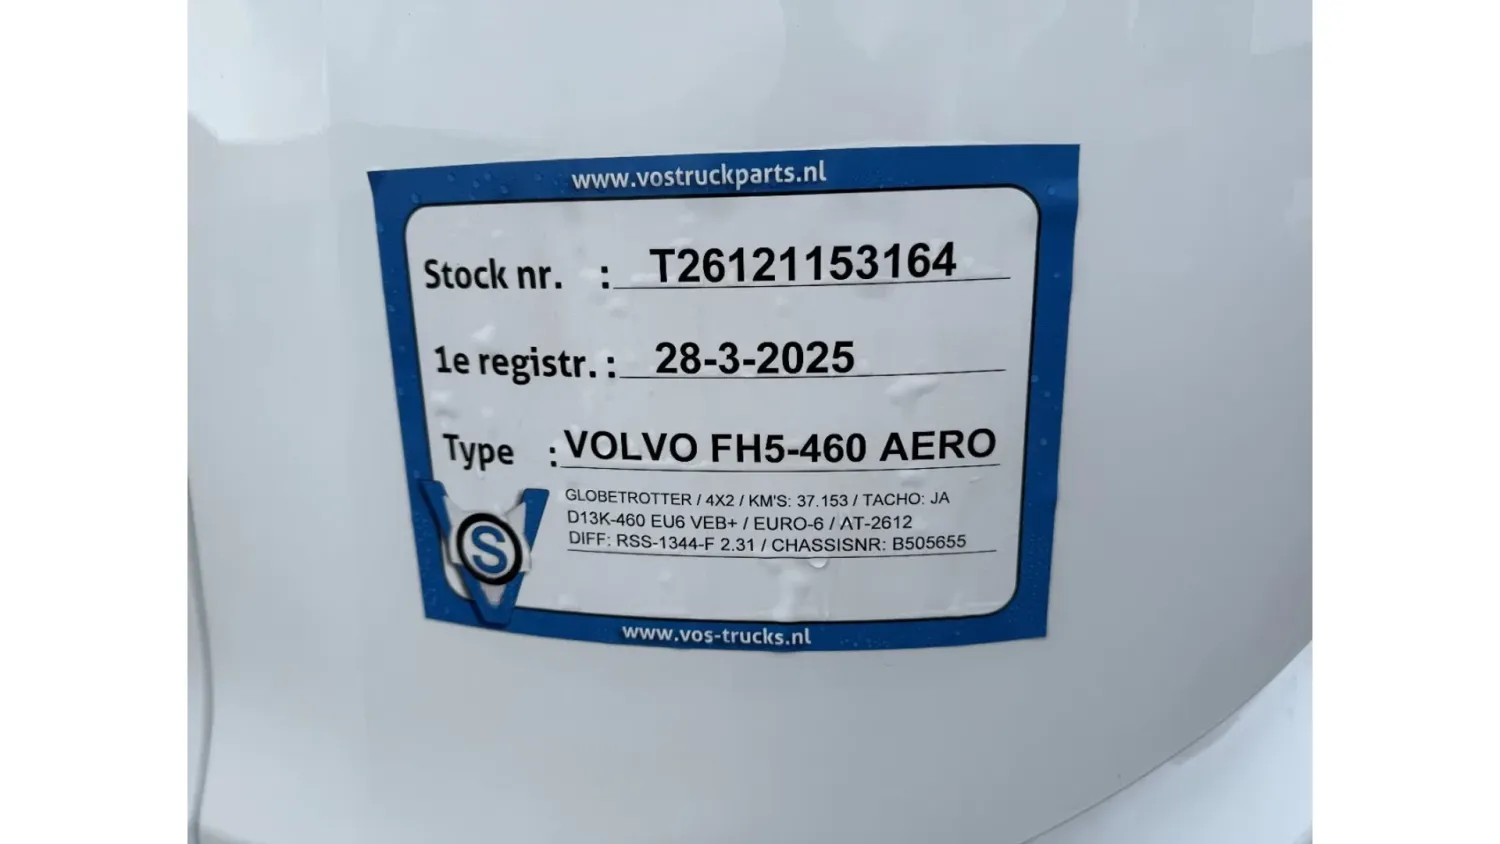 www.vostruckparts.nl
Stock nr. : T26121153164
1e registr. : 28-3-2025
Type : VOLVO FH5-460 AERO
GLOBETROTTER / 4X2 / KM'S: 37.153 / TACHO: JA
D13K-460 EU6 VEB+ / EURO-6 / AT-2612
DIFF: RSS-1344-F 2.31 / CHASSISNR: B505655
VOS
www.vos-trucks.nl